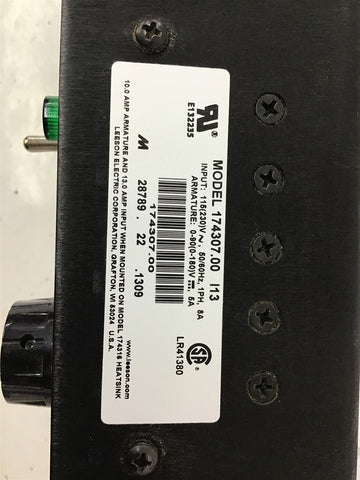 E132235
LR41380
MODEL 174307.00 I13
INPUT: 115(230)V∿, 50/60Hz, 1PH, 8A
ARMATURE: 0-90(0-180)V⎓, 5A
174307.00
M 28789 . 22 .1309
www.leeson.com
10.0 AMP ARMATURE AND 13.0 AMP INPUT WHEN MOUNTED ON MODEL 174316 HEATSINK
LEESON ELECTRIC CORPORATION, GRAFTON, WI 53024 U.S.A.